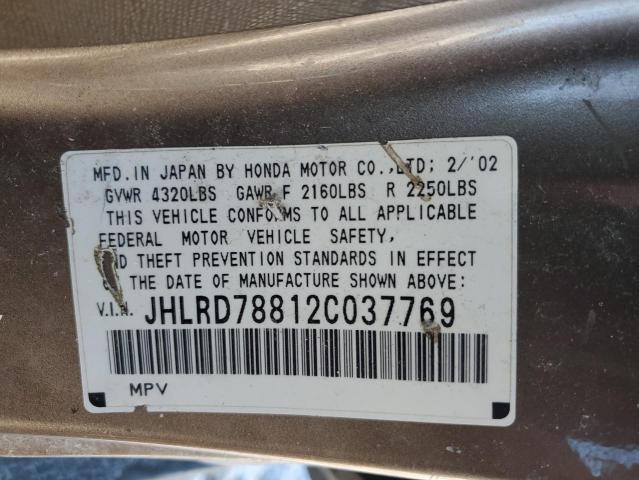 MFD. IN JAPAN BY HONDA MOTOR CO., LTD; 2/'02
GVWR 4320LBS GAWR F 2160LBS R 2250LBS
THIS VEHICLE CONFORMS TO ALL APPLICABLE
FEDERAL MOTOR VEHICLE SAFETY,
AND THEFT PREVENTION STANDARDS IN EFFECT
THE DATE OF MANUFACTURE SHOWN ABOVE:
V.I.N. JHLRD78812C037769
MPV